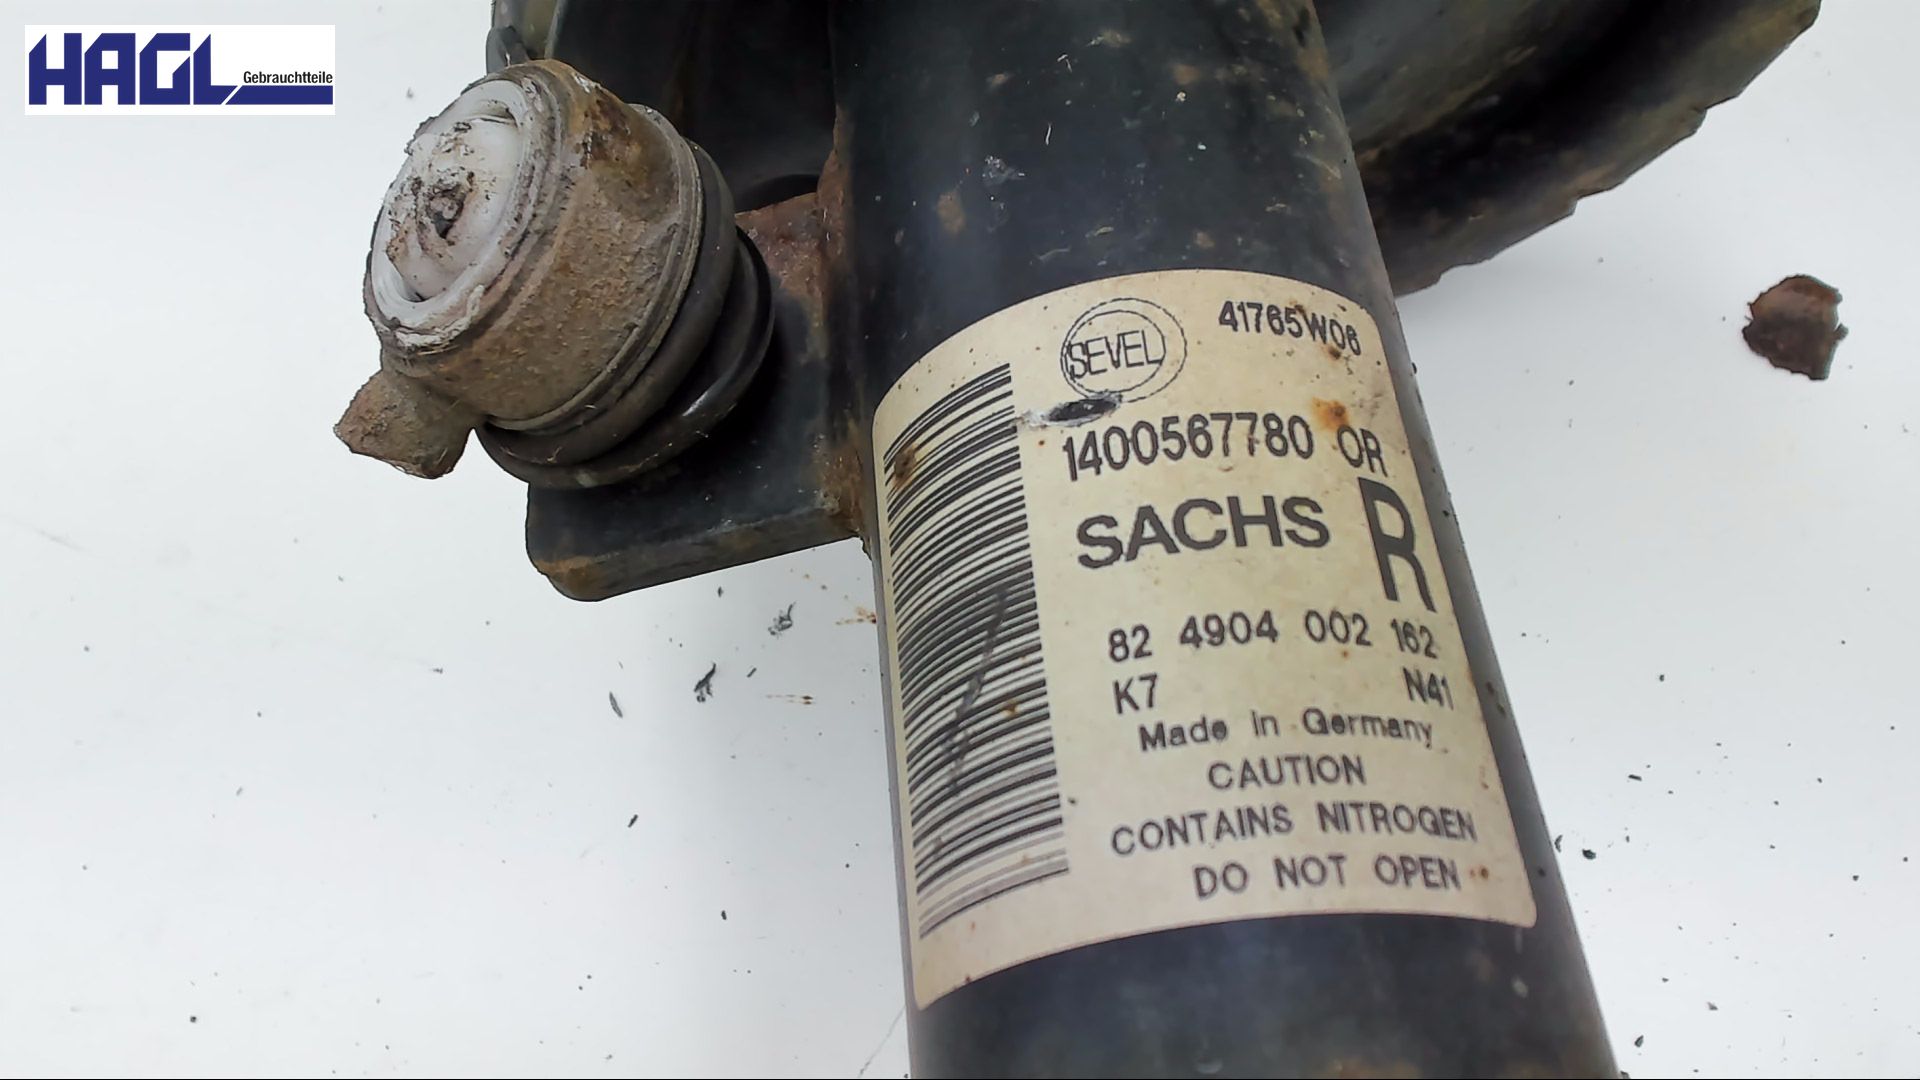 HAGL
Gebrauchtteile
SEVEL
41765W06
1400567780 OR
SACHS R
82 4904 002 162
K7 N41
Made in Germany
CAUTION
CONTAINS NITROGEN
DO NOT OPEN